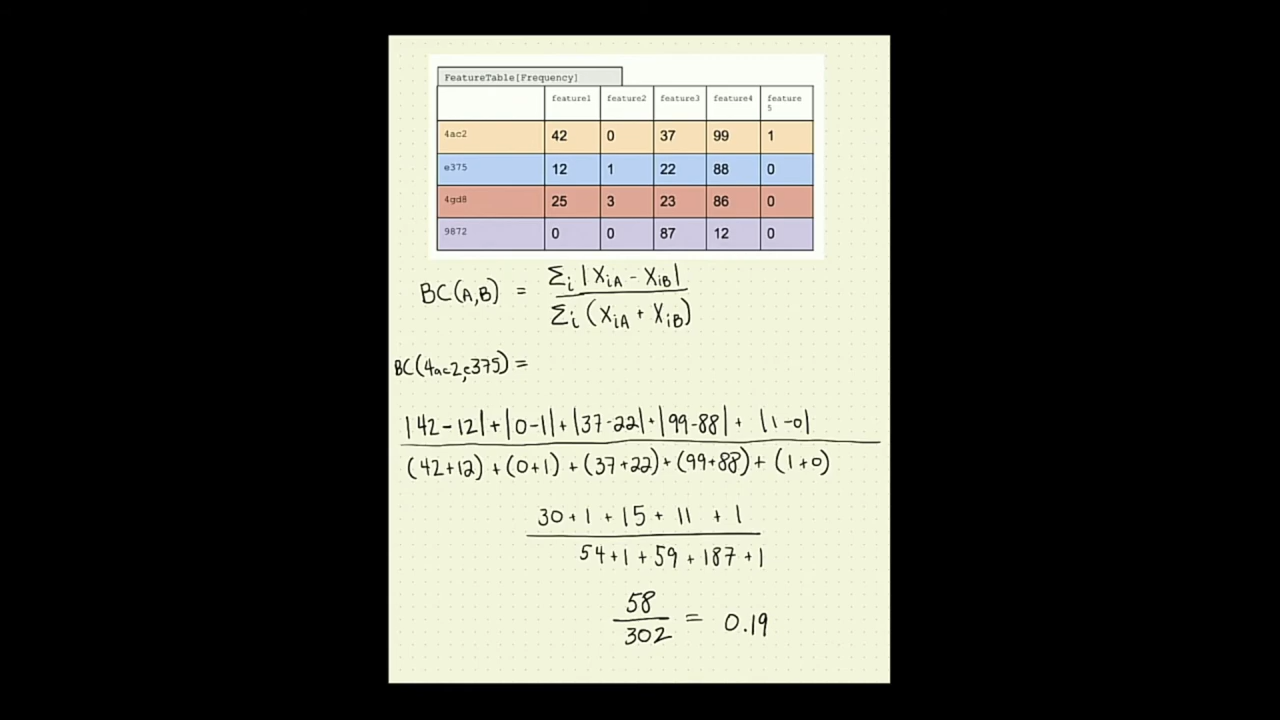 FeatureTable[Frequency]
feature1 feature2 feature3 feature4 feature
5
4ac2 42 0 37 99 1
e375 12 1 22 88 0
4gd8 25 3 23 86 0
9872 0 0 87 12 0
BC(A,B) = Σi |XiA - XiB|
Σi (XiA + XiB)
BC(4ac2,e375) =
|42-12|+|0-1|+|37-22|+|99-88|+ |1-0|
(42+12) + (0+1) + (37+22) + (99+88) + (1+0)
30+1 + 15 + 11 + 1
54+1 + 59 + 187 + 1
58
302 = 0.19